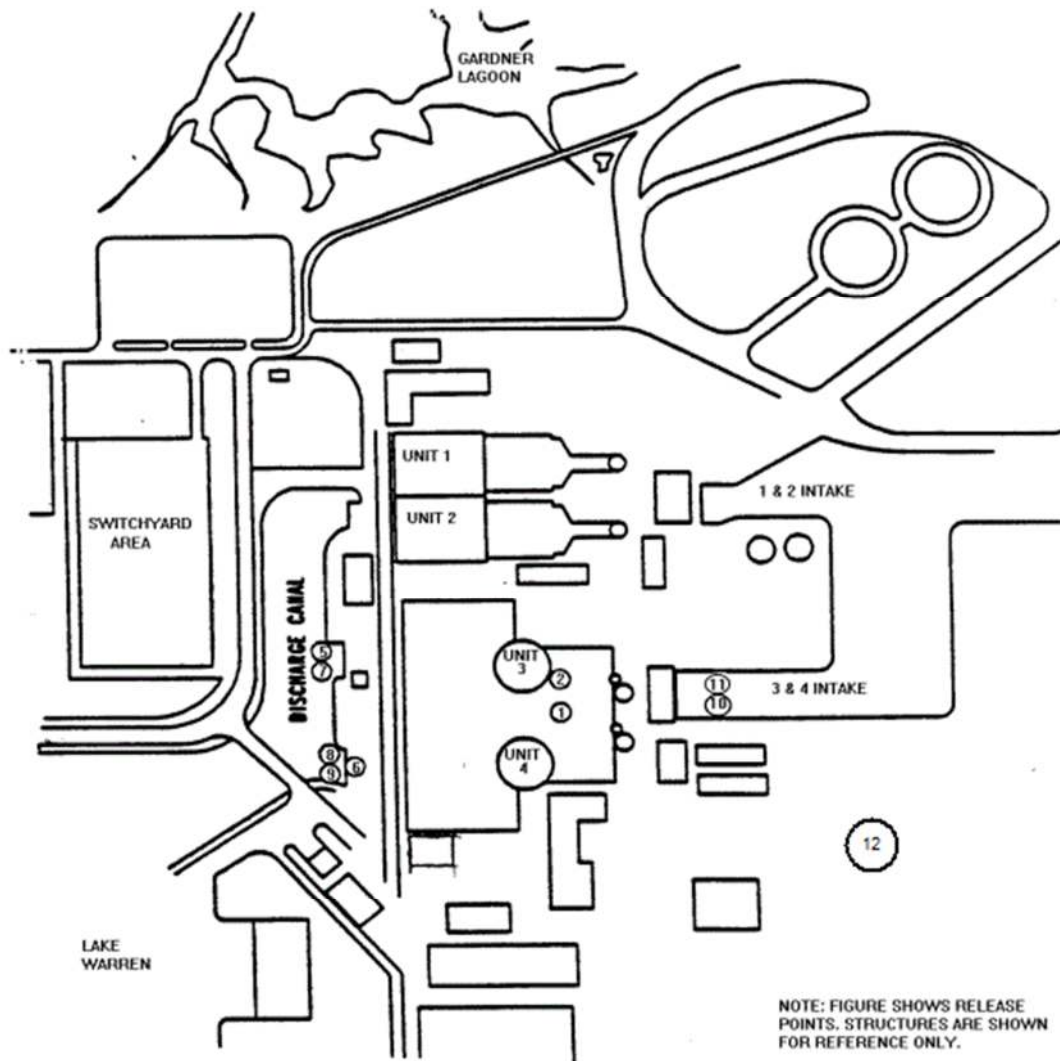 GARDNER
LAGOON
UNIT 1
1 & 2 INTAKE
UNIT 2
SWITCHYARD
AREA
DISCHARGE CANAL
5
7
UNIT
3
2
1
11
10
3 & 4 INTAKE
8
9
6
UNIT
4
12
LAKE
WARREN
NOTE: FIGURE SHOWS RELEASE
POINTS. STRUCTURES ARE SHOWN
FOR REFERENCE ONLY.